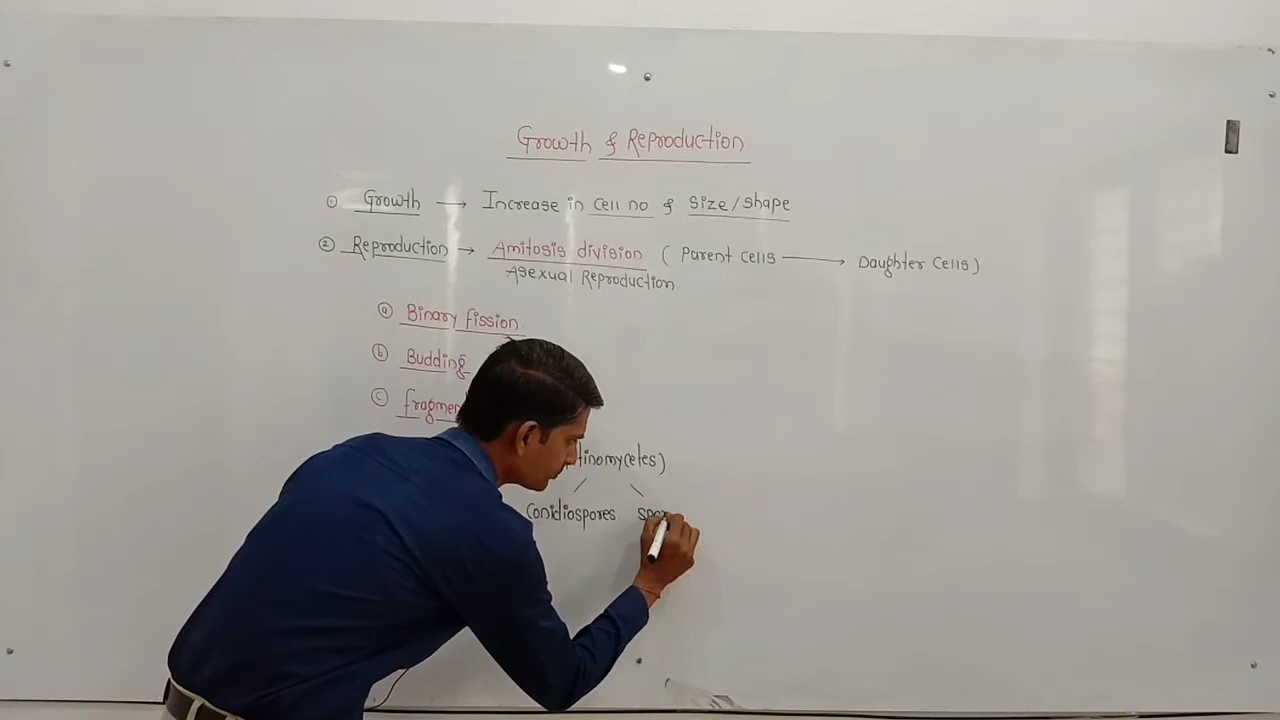 Growth & Reproduction
① Growth → Increase in Cell no & Size/shape
② Reproduction → Amitosis division ( Parent Cells → Daughter Cells)
Asexual Reproduction
ⓐ Binary fission
ⓑ Budding
ⓒ
Conidiospores